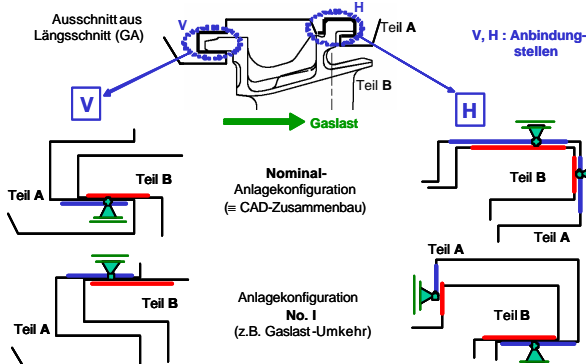 Ausschnitt aus
Längsschnitt (GA)
V
H
Teil A
V, H : Anbindung-
stellen
Teil B
V
Gaslast
H
Nominal-
Anlagekonfiguration
(≡ CAD-Zusammenbau)
Teil A
Teil B
Teil B
Teil A
Teil A
Teil B
Anlagekonfiguration
No. I
(z.B. Gaslast-Umkehr)
Teil A
Teil B